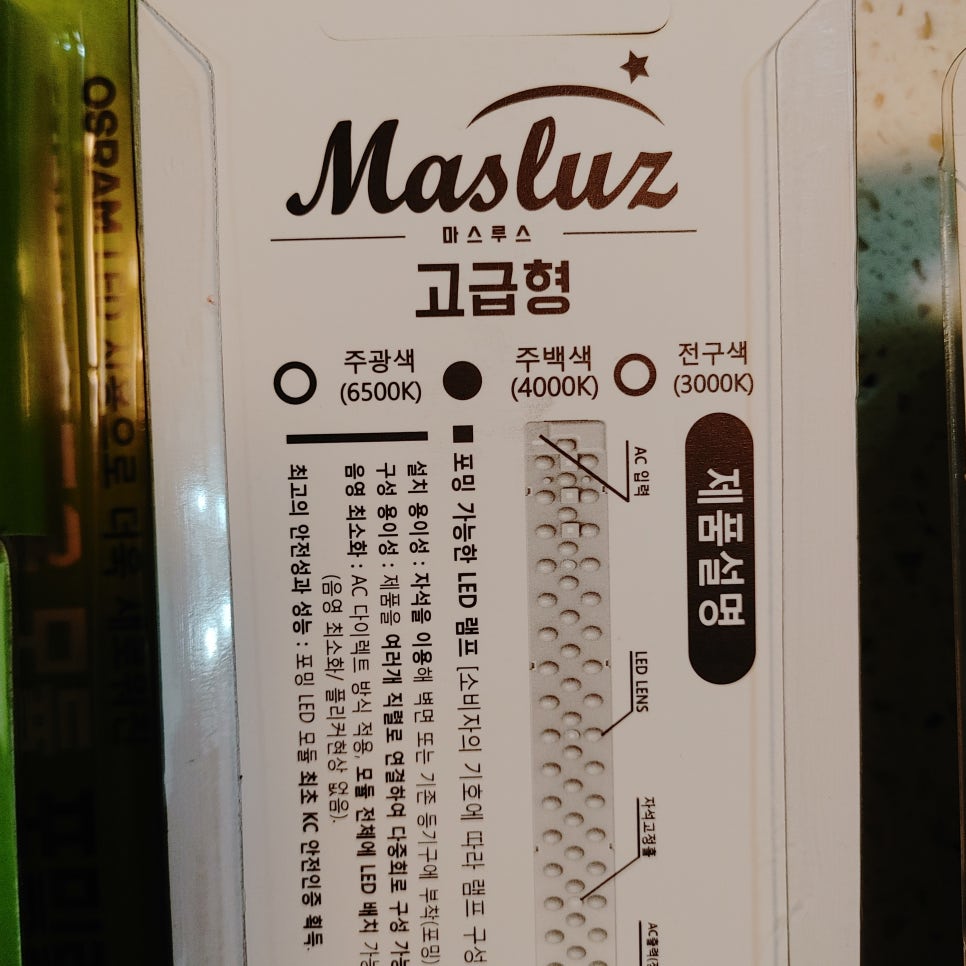 Masluz
마스루스
고급형
주광색 주백색 전구색
(6500K) (4000K) (3000K)
제품설명
AC 입력
LED LENS
자석고정홀
■ 포밍 가능한 LED 램프 [소비자의 기호에 따라 램프 구성
설치 용이성 : 자석을 이용해 벽면 또는 기존 등기구에 부착(포밍)
구성 용이성 : 제품을 여러개 직렬로 연결하여 다중회로 구성 가능
음영 최소화 : AC 다이렉트 방식 적용, 모듈 전체에 LED 배치
(음영 최소화/ 플리커현상 없음).
최고의 안전성과 성능 : 포밍 LED 모듈 최초 KC 안전인증 획득.
OSRAM LED